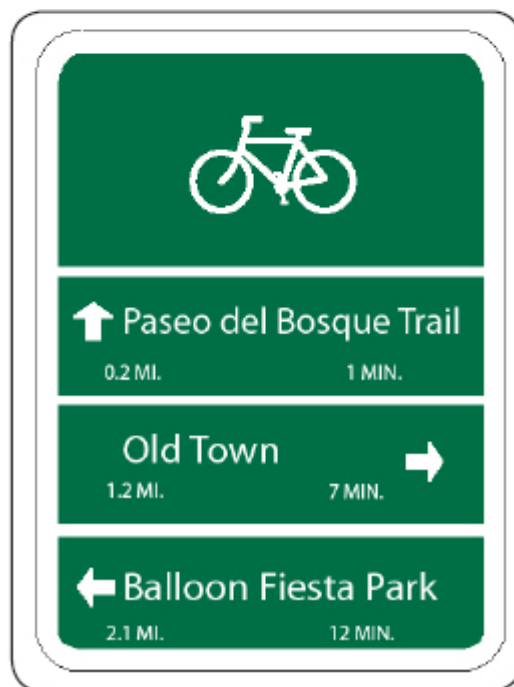 Paseo del Bosque Trail
0.2 MI. 1 MIN.
Old Town
1.2 MI. 7 MIN.
Balloon Fiesta Park
2.1 MI. 12 MIN.